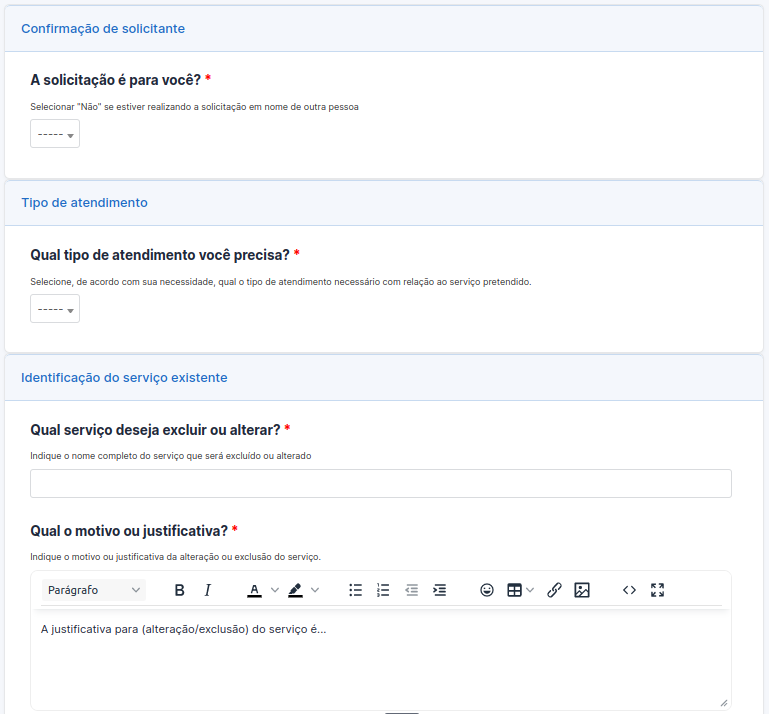 Confirmação de solicitante
A solicitação é para você? *
Selecionar "Não" se estiver realizando a solicitação em nome de outra pessoa
-----
Tipo de atendimento
Qual tipo de atendimento você precisa? *
Selecione, de acordo com sua necessidade, qual o tipo de atendimento necessário com relação ao serviço pretendido.
-----
Identificação do serviço existente
Qual serviço deseja excluir ou alterar? *
Indique o nome completo do serviço que será excluído ou alterado
Qual o motivo ou justificativa? *
Indique o motivo ou justificativa da alteração ou exclusão do serviço.
Parágrafo B I A
A justificativa para (alteração/exclusão) do serviço é...